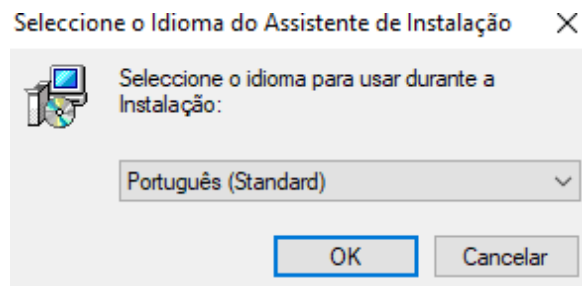 Seleccione o Idioma do Assistente de Instalação
Seleccione o idioma para usar durante a
Instalação:
Português (Standard)
OK
Cancelar